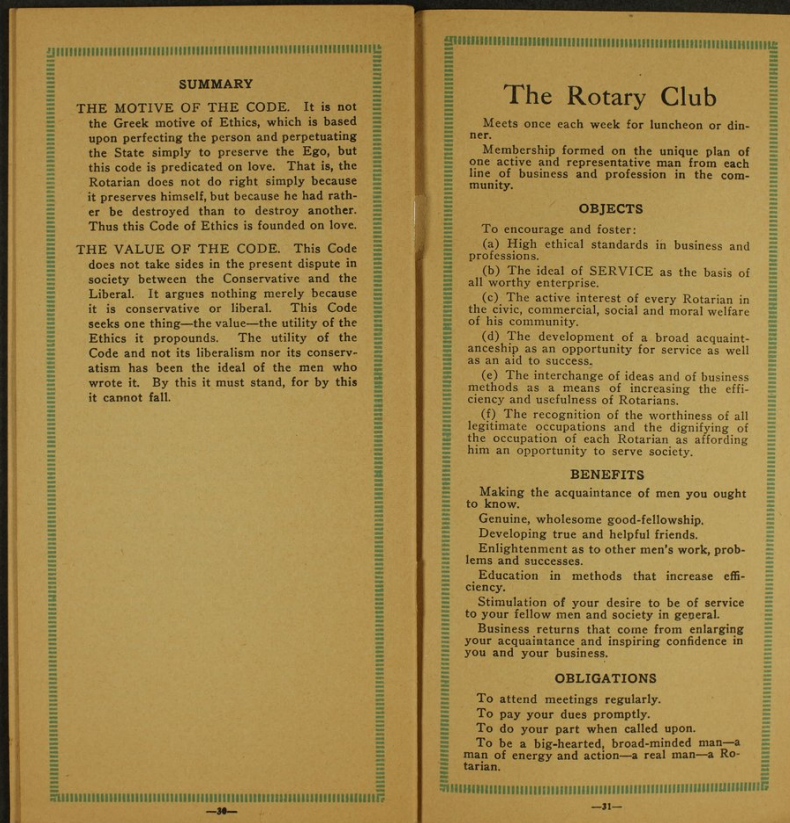 SUMMARY
THE MOTIVE OF THE CODE. It is not
the Greek motive of Ethics, which is based
upon perfecting the person and perpetuating
the State simply to preserve the Ego, but
this code is predicated on love. That is, the
Rotarian does not do right simply because
it preserves himself, but because he had rath-
er be destroyed than to destroy another.
Thus this Code of Ethics is founded on love.
THE VALUE OF THE CODE. This Code
does not take sides in the present dispute in
society between the Conservative and the
Liberal. It argues nothing merely because
it is conservative or liberal. This Code
seeks one thing—the value—the utility of the
Ethics it propounds. The utility of the
Code and not its liberalism nor its conserv-
atism has been the ideal of the men who
wrote it. By this it must stand, for by this
it cannot fall.
—30—
The Rotary Club
Meets once each week for luncheon or din-
ner.
Membership formed on the unique plan of
one active and representative man from each
line of business and profession in the com-
munity.
OBJECTS
To encourage and foster:
(a) High ethical standards in business and
professions.
(b) The ideal of SERVICE as the basis of
all worthy enterprise.
(c) The active interest of every Rotarian in
the civic, commercial, social and moral welfare
of his community.
(d) The development of a broad acquaint-
anceship as an opportunity for service as well
as an aid to success.
(e) The interchange of ideas and of business
methods as a means of increasing the effi-
ciency and usefulness of Rotarians.
(f) The recognition of the worthiness of all
legitimate occupations and the dignifying of
the occupation of each Rotarian as affording
him an opportunity to serve society.
BENEFITS
Making the acquaintance of men you ought
to know.
Genuine, wholesome good-fellowship.
Developing true and helpful friends.
Enlightenment as to other men's work, prob-
lems and successes.
Education in methods that increase effi-
ciency.
Stimulation of your desire to be of service
to your fellow men and society in general.
Business returns that come from enlarging
your acquaintance and inspiring confidence in
you and your business.
OBLIGATIONS
To attend meetings regularly.
To pay your dues promptly.
To do your part when called upon.
To be a big-hearted, broad-minded man—a
man of energy and action—a real man—a Ro-
tarian.
—31—